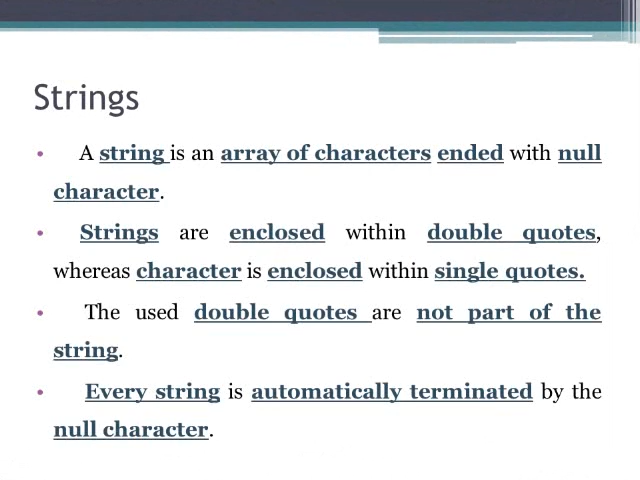 Strings
• A string is an array of characters ended with null
character.
• Strings are enclosed within double quotes,
whereas character is enclosed within single quotes.
• The used double quotes are not part of the
string.
• Every string is automatically terminated by the
null character.